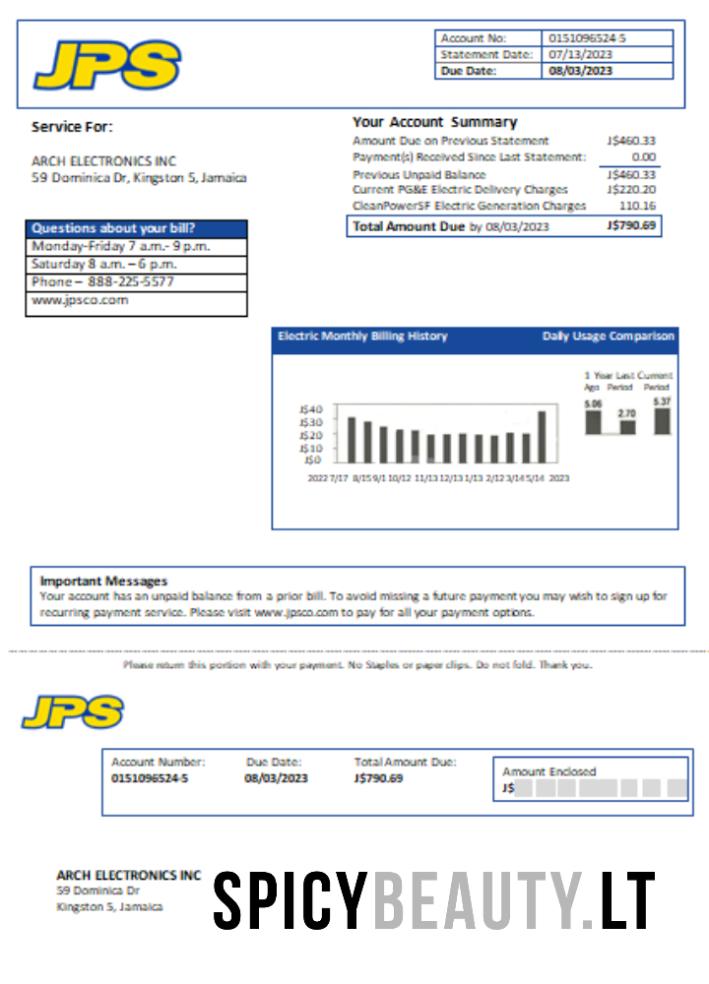 JPS
Account No: 0151096524-5
Statement Date: 07/13/2023
Due Date: 08/03/2023
Service For:
ARCH ELECTRONICS INC
59 Dominica Dr, Kingston 5, Jamaica
Your Account Summary
Amount Due on Previous Statement J$460.33
Payment(s) Received Since Last Statement: 0.00
Previous Unpaid Balance J$460.33
Current PG&E Electric Delivery Charges J$220.20
CleanPowerSF Electric Generation Charges 110.16
Total Amount Due by 08/03/2023 J$790.69
Questions about your bill?
Monday-Friday 7 a.m.- 9 p.m.
Saturday 8 a.m. – 6 p.m.
Phone – 888-225-5577
www.jpsco.com
Electric Monthly Billing History Daily Usage Comparison
1 Year Last Current
Ago Period Period
5.06 2.70 5.37
J$40
J$30
J$20
J$10
J$0
2022 7/17 8/15 9/1 10/12 11/13 12/13 1/13 2/12 3/14 5/14 2023
Important Messages
Your account has an unpaid balance from a prior bill. To avoid missing a future payment you may wish to sign up for
recurring payment service. Please visit www.jpsco.com to pay for all your payment options.
Please return this portion with your payment. No Staples or paper clips. Do not fold. Thank you.
JPS
Account Number: Due Date: Total Amount Due:
0151096524-5 08/03/2023 J$790.69
Amount Enclosed
J$
ARCH ELECTRONICS INC
59 Dominica Dr
Kingston 5, Jamaica
SPICYBEAUTY.LT